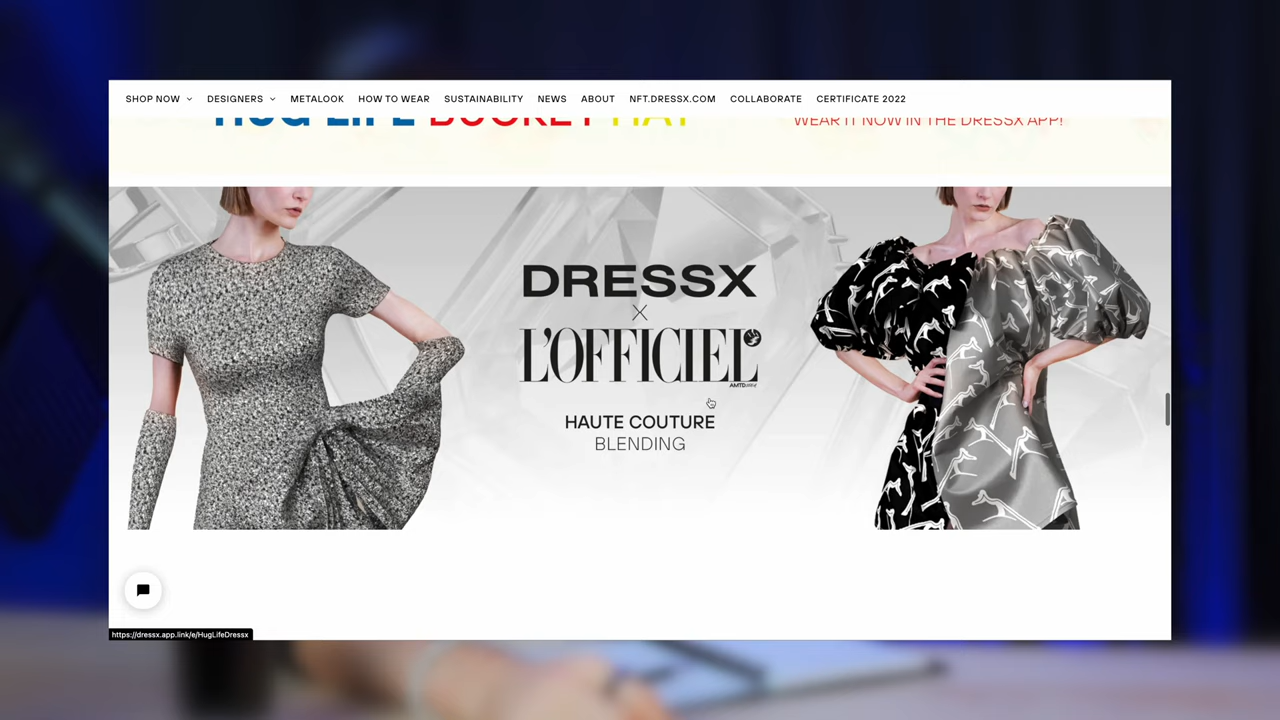 SHOP NOW DESIGNERS METALOOK HOW TO WEAR SUSTAINABILITY NEWS ABOUT NFT.DRESSX.COM COLLABORATE CERTIFICATE 2022
HUG LIFE BUCKET HAT WEAR IT NOW IN THE DRESSX APP!
DRESSX
X
L'OFFICIEL
HAUTE COUTURE
BLENDING
https://dressx.app.link/e/HugLifeDressx